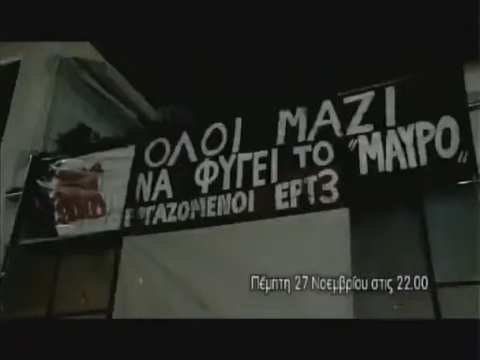 ΟΛΟΙ ΜΑΖΙ
ΝΑ ΦΥΓΕΙ ΤΟ "ΜΑΥΡΟ"
ΕΡΓΑΖΟΜΕΝΟΙ ΕΡΤ3
Πέμπτη 27 Νοεμβρίου στις 22.00